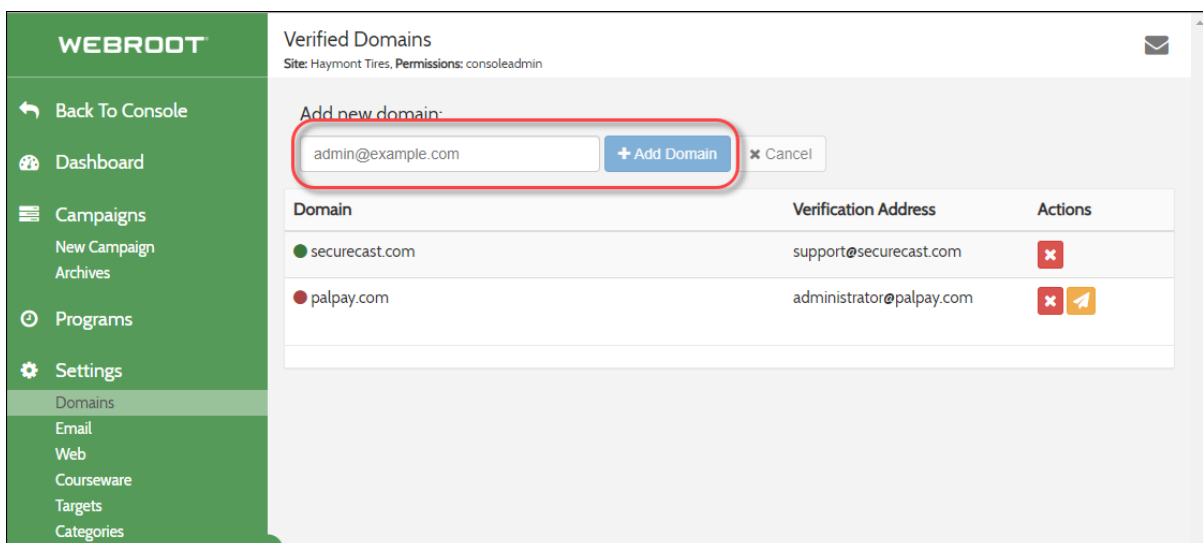 WEBROOT
Back To Console
Dashboard
Campaigns
New Campaign
Archives
Programs
Settings
Domains
Email
Web
Courseware
Targets
Categories
Verified Domains
Site: Haymont Tires, Permissions: consoleadmin
Add new domain:
admin@example.com + Add Domain × Cancel
Domain Verification Address Actions
securecast.com support@securecast.com
palpay.com administrator@palpay.com